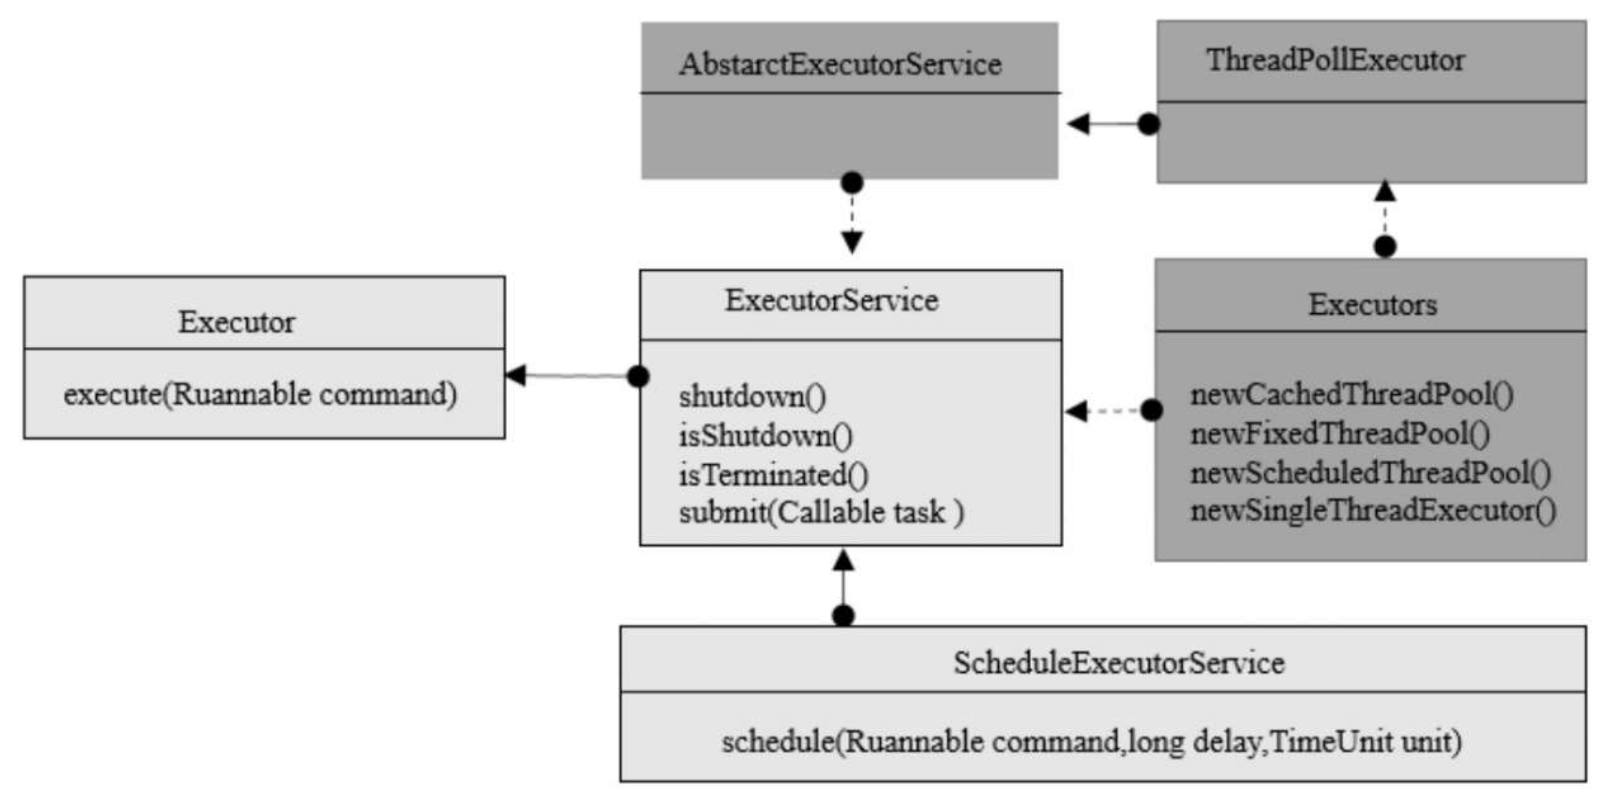 AbstarctExecutorService
ThreadPollExecutor
Executor
execute(Ruannable command)
ExecutorService
shutdown()
isShutdown()
isTerminated()
submit(Callable task )
Executors
newCachedThreadPool()
newFixedThreadPool()
newScheduledThreadPool()
newSingleThreadExecutor()
ScheduleExecutorService
schedule(Ruannable command,long delay,TimeUnit unit)